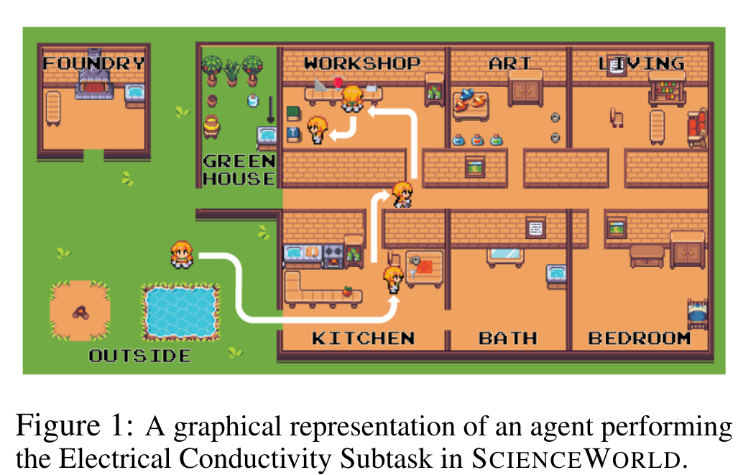 FOUNDRY
WORKSHOP
ART
LIVING
GREEN
HOUSE
KITCHEN
BATH
BEDROOM
OUTSIDE
Figure 1: A graphical representation of an agent performing
the Electrical Conductivity Subtask in SCIENCEWORLD.